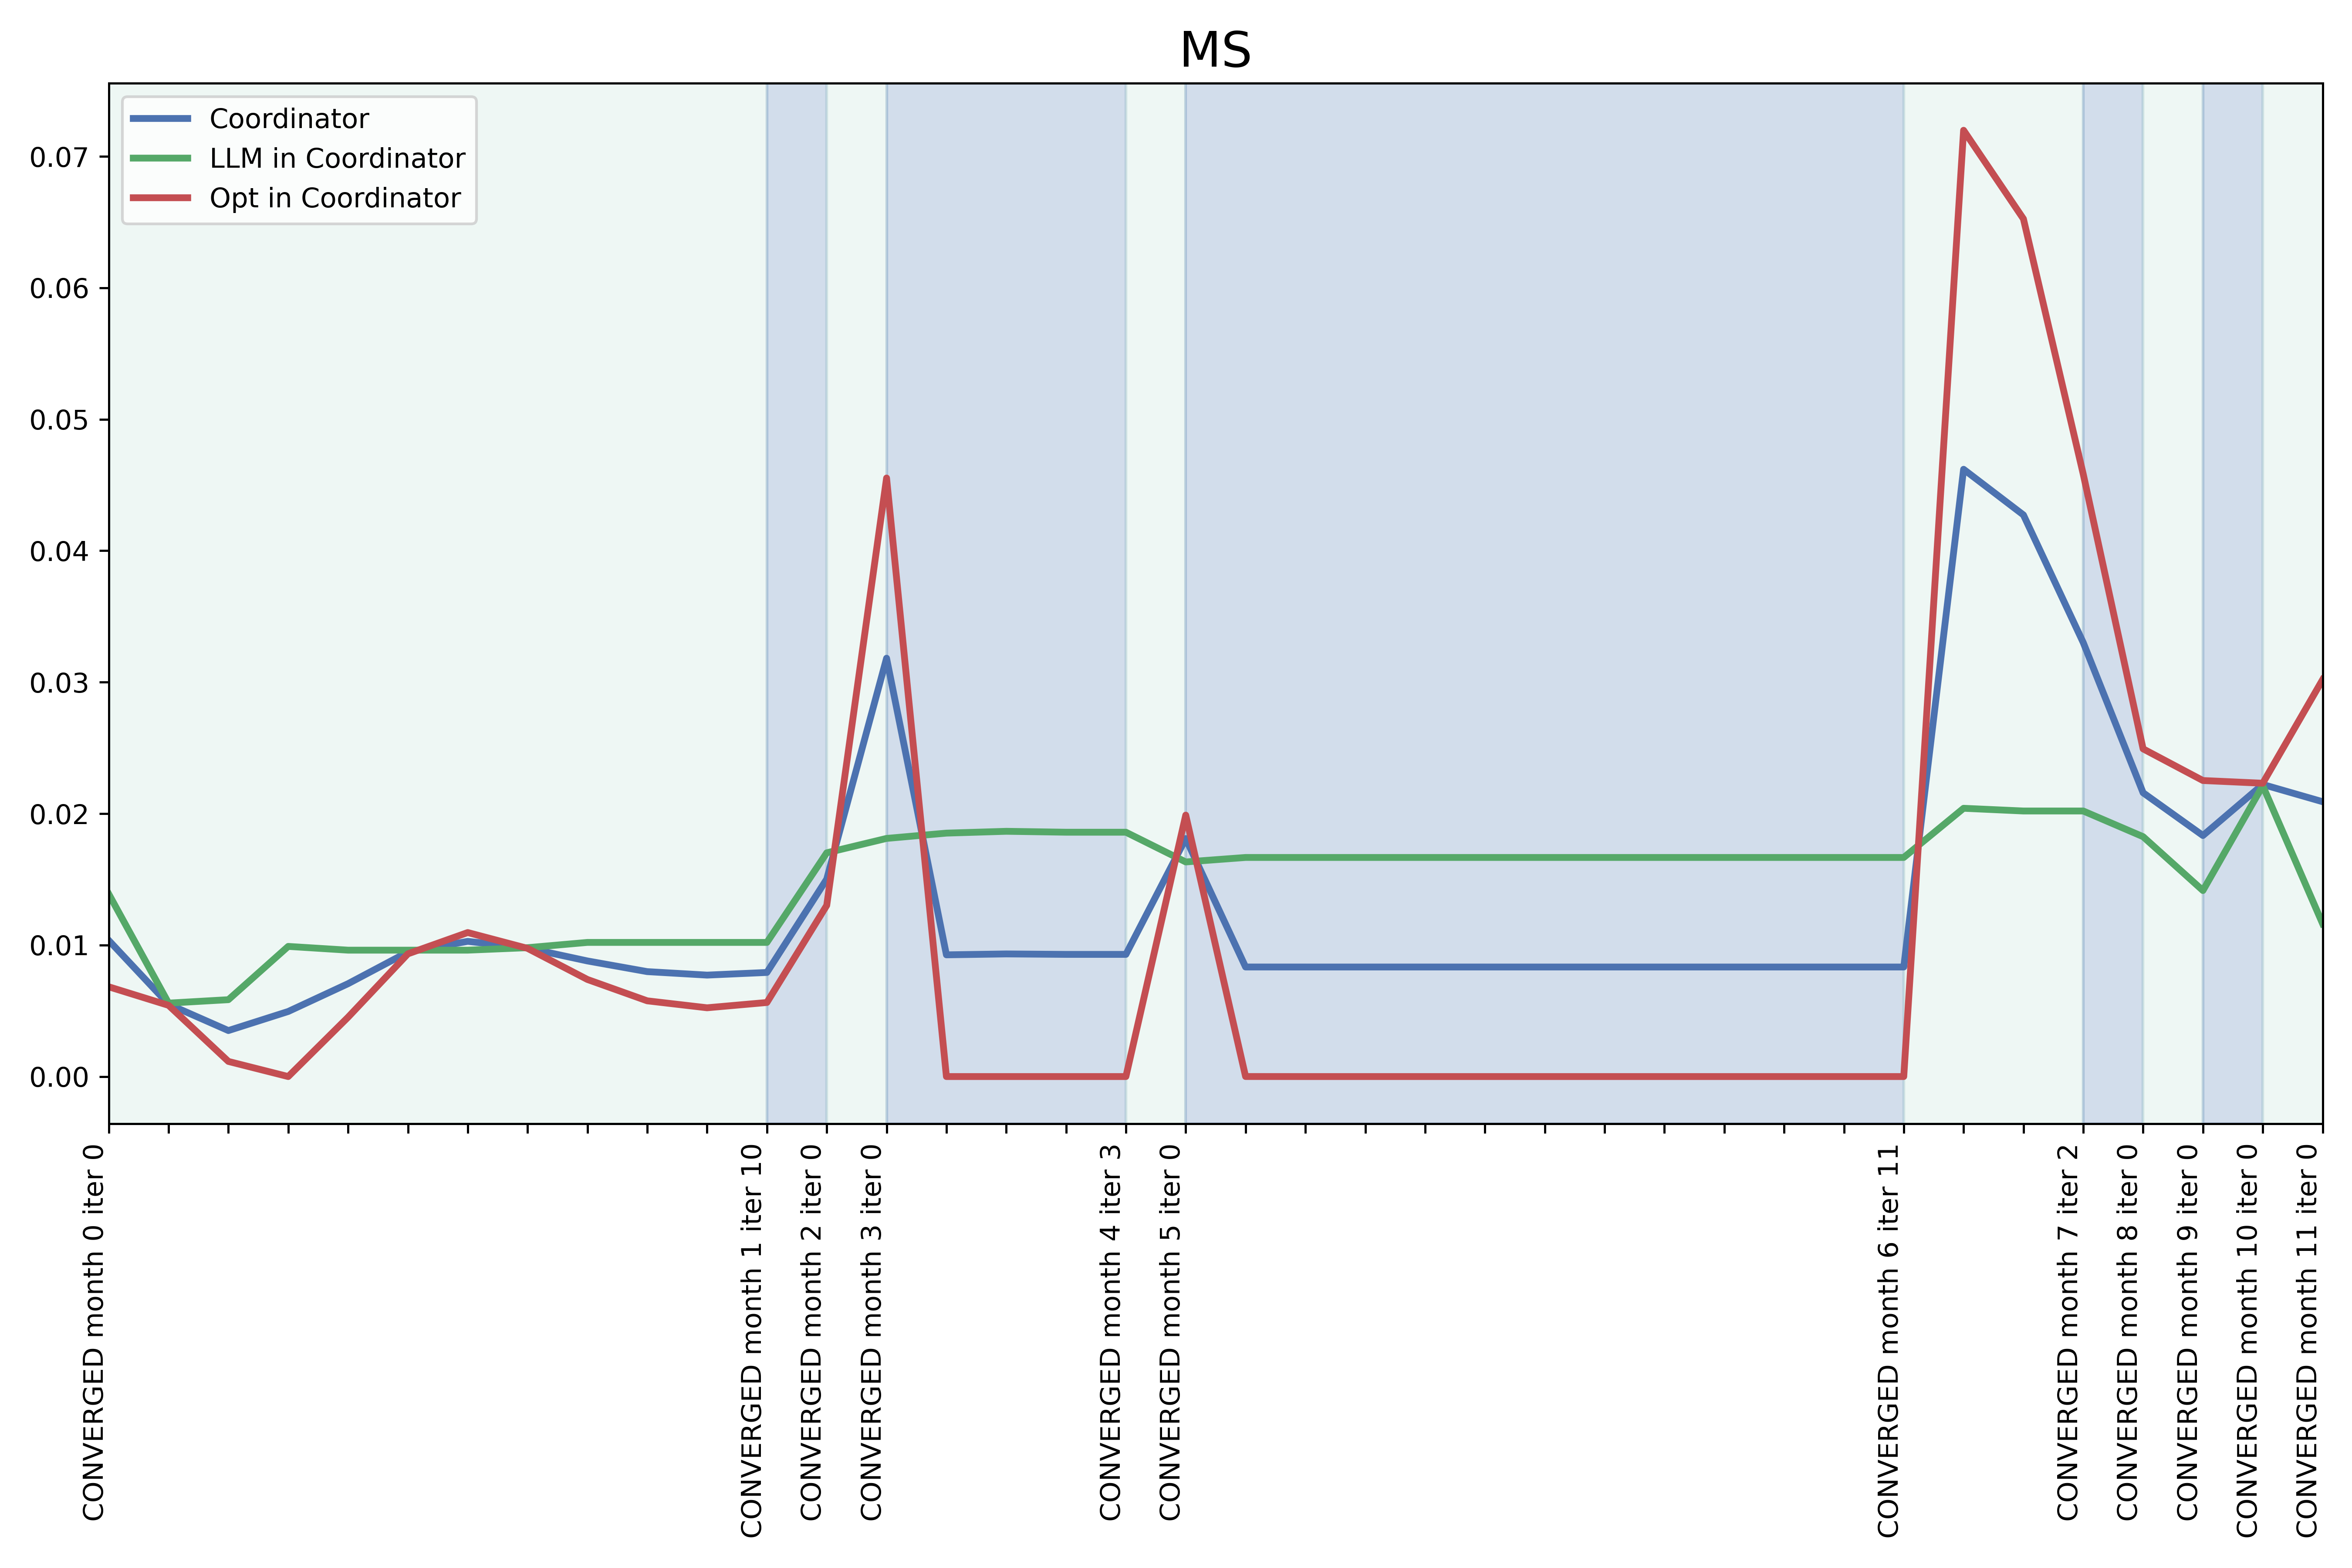 MS
Coordinator
LLM in Coordinator
Opt in Coordinator
0.07
0.06
0.05
0.04
0.03
0.02
0.01
0.00
CONVERGED month 0 iter 0
CONVERGED month 1 iter 10
CONVERGED month 2 iter 0
CONVERGED month 3 iter 0
CONVERGED month 4 iter 3
CONVERGED month 5 iter 0
CONVERGED month 6 iter 11
CONVERGED month 7 iter 2
CONVERGED month 8 iter 0
CONVERGED month 9 iter 0
CONVERGED month 10 iter 0
CONVERGED month 11 iter 0